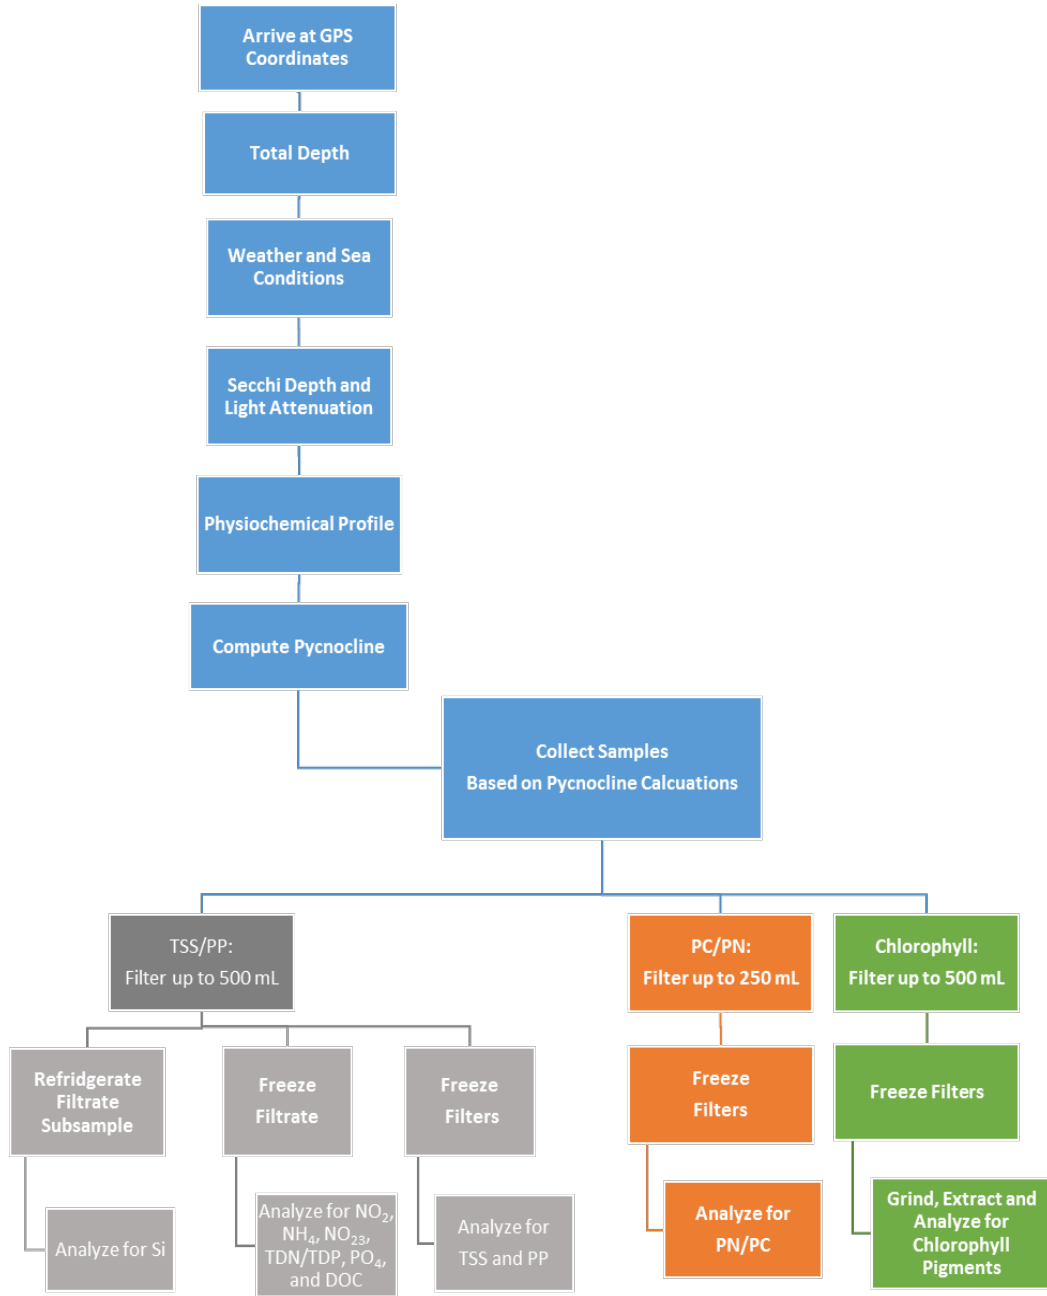 Arrive at GPS
Coordinates
Total Depth
Weather and Sea
Conditions
Secchi Depth and
Light Attenuation
Physiochemical Profile
Compute Pycnocline
Collect Samples
Based on Pycnocline Calcuations
TSS/PP:
Filter up to 500 mL
PC/PN:
Filter up to 250 mL
Chlorophyll:
Filter up to 500 mL
Refridgerate
Filtrate
Subsample
Freeze
Filtrate
Freeze
Filters
Freeze
Filters
Freeze Filters
Analyze for Si
Analyze for NO₂,
NH₄, NO₂₃,
TDN/TDP, PO₄,
and DOC
Analyze for
TSS and PP
Analyze for
PN/PC
Grind, Extract and
Analyze for
Chlorophyll
Pigments